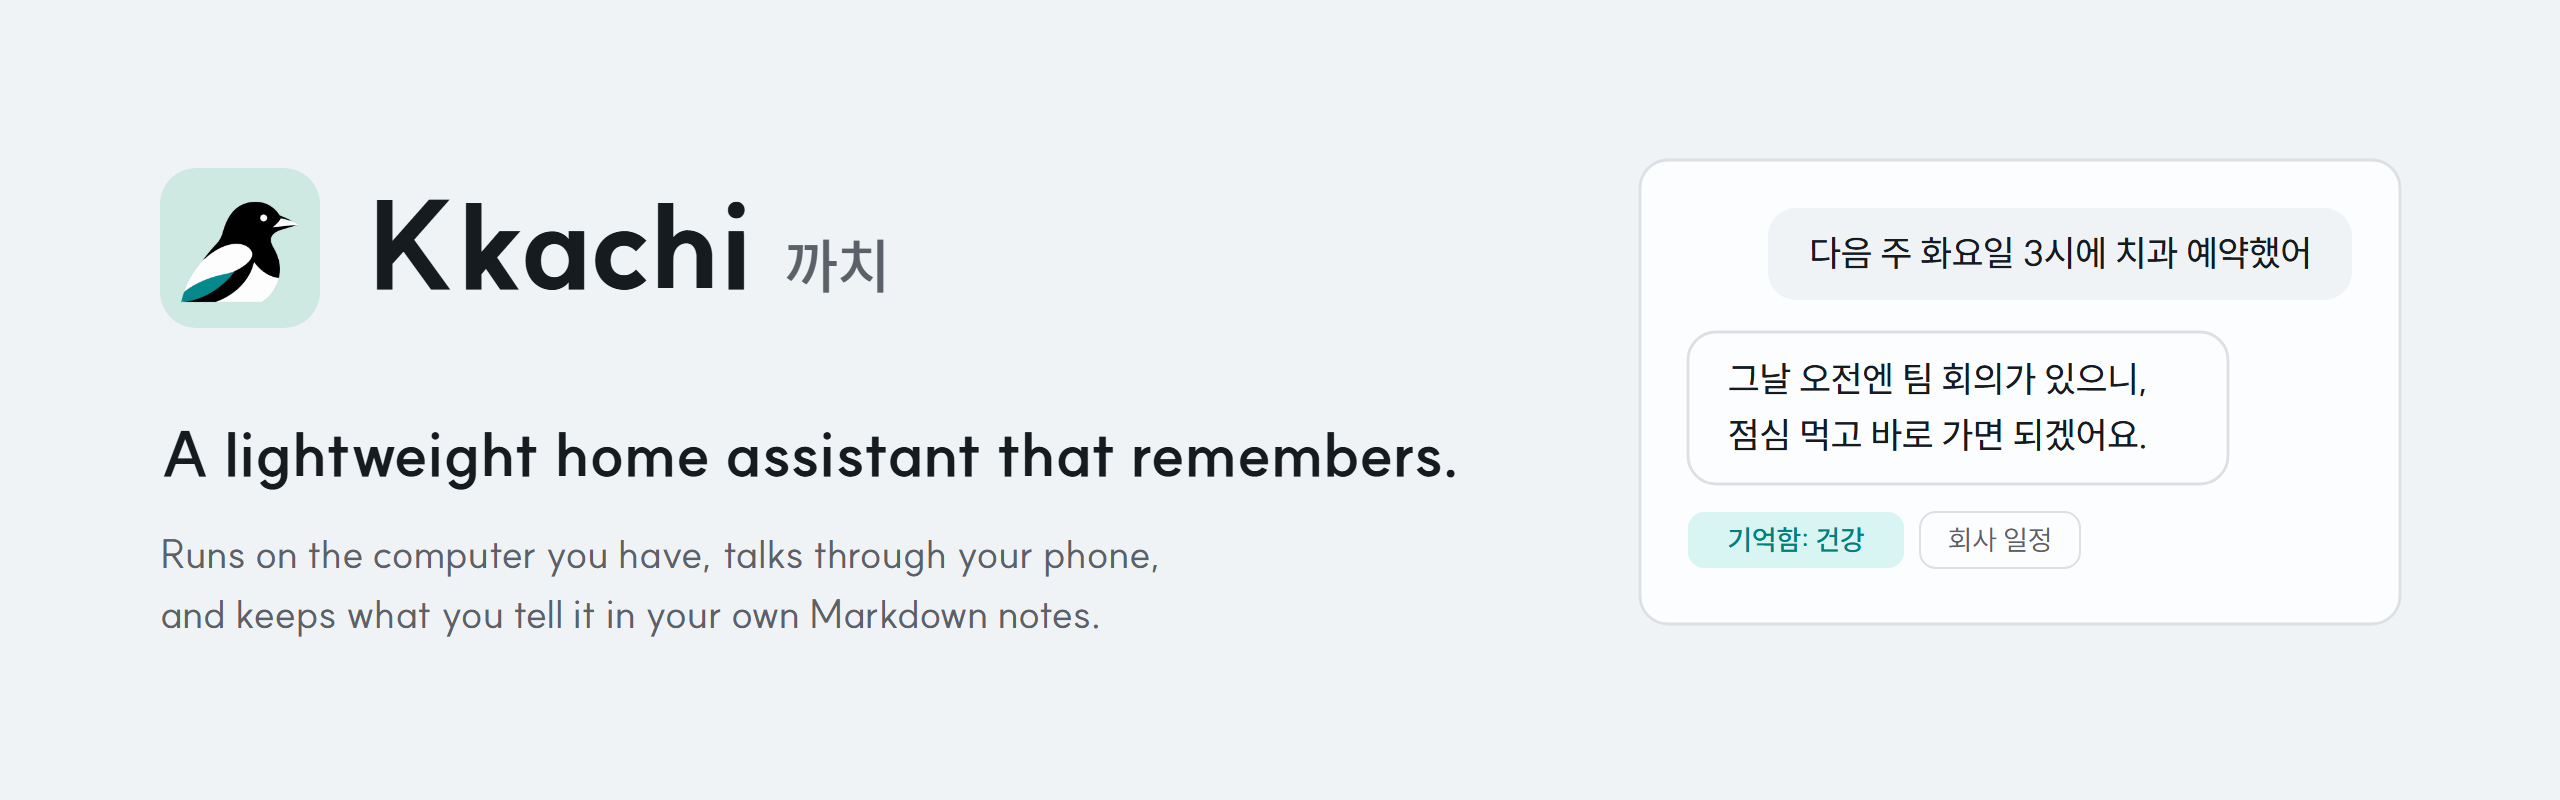 Kkachi 까치
A lightweight home assistant that remembers.
Runs on the computer you have, talks through your phone,
and keeps what you tell it in your own Markdown notes.
다음 주 화요일 3시에 치과 예약했어
그날 오전엔 팀 회의가 있으니,
점심 먹고 바로 가면 되겠어요.
기억함: 건강
회사 일정